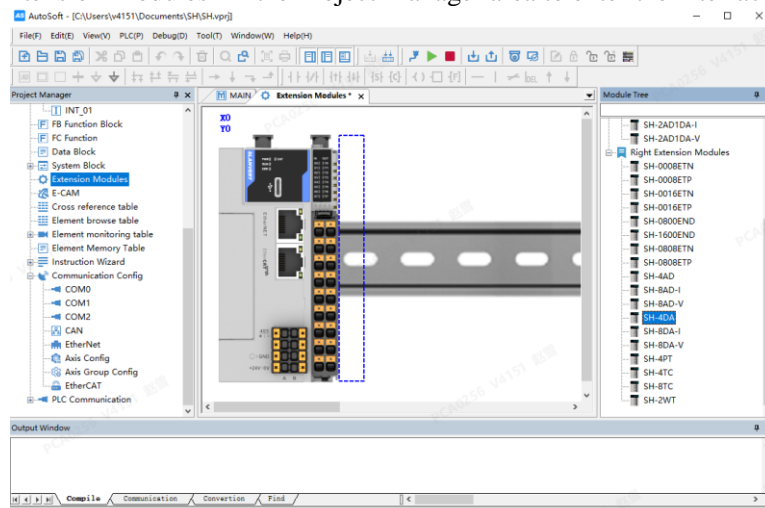 AutoSoft - [C:\Users\v4151\Documents\SH\SH.vprj]
File(F) Edit(E) View(V) PLC(P) Debug(D) Tool(T) Window(W) Help(H)
Project Manager
INT_01
FB Function Block
FC Function
Data Block
System Block
Extension Modules
E-CAM
Cross reference table
Element browse table
Element monitoring table
Element Memory Table
Instruction Wizard
Communication Config
COM0
COM1
COM2
CAN
EtherNet
Axis Config
Axis Group Config
EtherCAT
PLC Communication
MAIN
Extension Modules *
X0
Y0
Module Tree
SH-2AD1DA-I
SH-2AD1DA-V
Right Extension Modules
SH-0008ETN
SH-0008ETP
SH-0016ETN
SH-0016ETP
SH-0800END
SH-1600END
SH-0808ETN
SH-0808ETP
SH-4AD
SH-8AD-I
SH-8AD-V
SH-4DA
SH-8DA-I
SH-8DA-V
SH-4PT
SH-4TC
SH-8TC
SH-2WT
Output Window
Compile
Communication
Convertion
Find